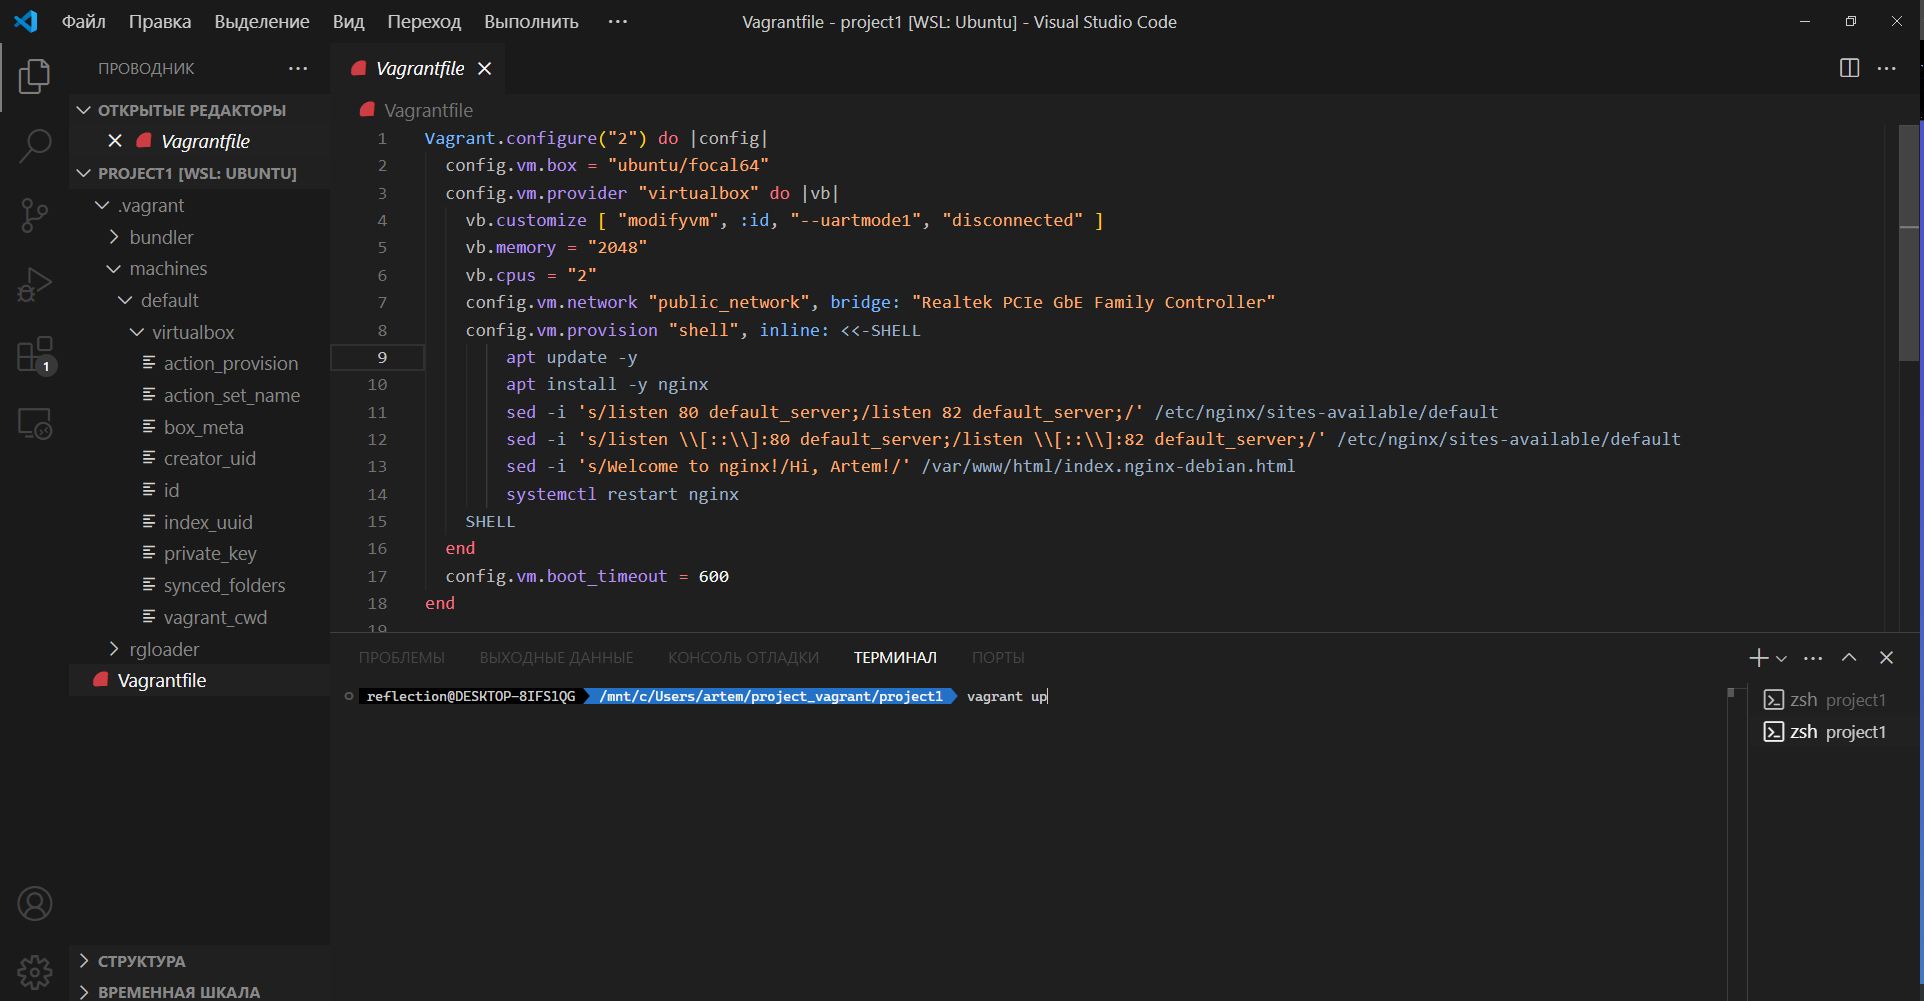 Файл Правка Выделение Вид Переход Выполнить ··· Vagrantfile - project1 [WSL: Ubuntu] - Visual Studio Code
ПРОВОДНИК ···
ОТКРЫТЫЕ РЕДАКТОРЫ
Vagrantfile
PROJECT1 [WSL: UBUNTU]
.vagrant
bundler
machines
default
virtualbox
action_provision
action_set_name
box_meta
creator_uid
id
index_uuid
private_key
synced_folders
vagrant_cwd
rgloader
Vagrantfile
СТРУКТУРА
ВРЕМЕННАЯ ШКАЛА
1
Vagrantfile
Vagrantfile
1 Vagrant.configure("2") do |config|
2 config.vm.box = "ubuntu/focal64"
3 config.vm.provider "virtualbox" do |vb|
4 vb.customize [ "modifyvm", :id, "--uartmode1", "disconnected" ]
5 vb.memory = "2048"
6 vb.cpus = "2"
7 config.vm.network "public_network", bridge: "Realtek PCIe GbE Family Controller"
8 config.vm.provision "shell", inline: <<-SHELL
9 apt update -y
10 apt install -y nginx
11 sed -i 's/listen 80 default_server;/listen 82 default_server;/' /etc/nginx/sites-available/default
12 sed -i 's/listen \\[::\\]:80 default_server;/listen \\[::\\]:82 default_server;/' /etc/nginx/sites-available/default
13 sed -i 's/Welcome to nginx!/Hi, Artem!/' /var/www/html/index.nginx-debian.html
14 systemctl restart nginx
15 SHELL
16 end
17 config.vm.boot_timeout = 600
18 end
19
ПРОБЛЕМЫ ВЫХОДНЫЕ ДАННЫЕ КОНСОЛЬ ОТЛАДКИ ТЕРМИНАЛ ПОРТЫ
reflection@DESKTOP-8IFS1QG /mnt/c/Users/artem/project_vagrant/project1 vagrant up
zsh project1
zsh project1